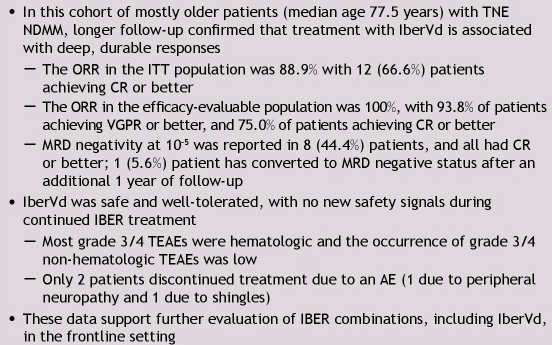 • In this cohort of mostly older patients (median age 77.5 years) with TNE
NDMM, longer follow-up confirmed that treatment with IberVd is associated
with deep, durable responses
— The ORR in the ITT population was 88.9% with 12 (66.6%) patients
achieving CR or better
— The ORR in the efficacy-evaluable population was 100%, with 93.8% of patients
achieving VGPR or better, and 75.0% of patients achieving CR or better
— MRD negativity at 10⁻⁵ was reported in 8 (44.4%) patients, and all had CR
or better; 1 (5.6%) patient has converted to MRD negative status after an
additional 1 year of follow-up
• IberVd was safe and well-tolerated, with no new safety signals during
continued IBER treatment
— Most grade 3/4 TEAEs were hematologic and the occurrence of grade 3/4
non-hematologic TEAEs was low
— Only 2 patients discontinued treatment due to an AE (1 due to peripheral
neuropathy and 1 due to shingles)
• These data support further evaluation of IBER combinations, including IberVd,
in the frontline setting